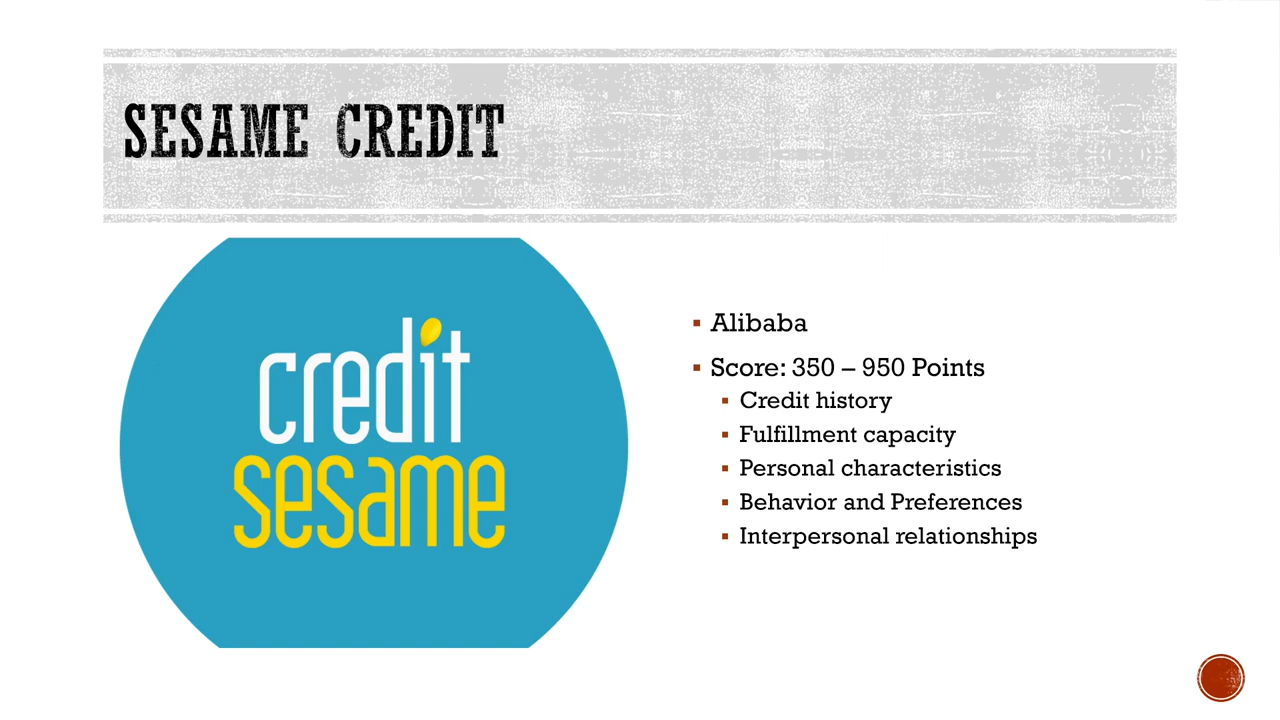 SESAME CREDIT
credit
sesame
Alibaba
Score: 350 – 950 Points
Credit history
Fulfillment capacity
Personal characteristics
Behavior and Preferences
Interpersonal relationships